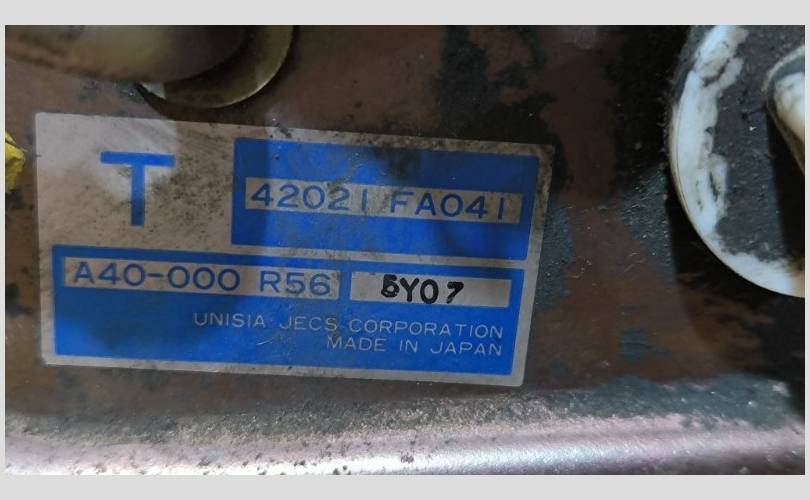 T
42021 FA041
A40-000 R56 5Y07
UNISIA JECS CORPORATION
MADE IN JAPAN